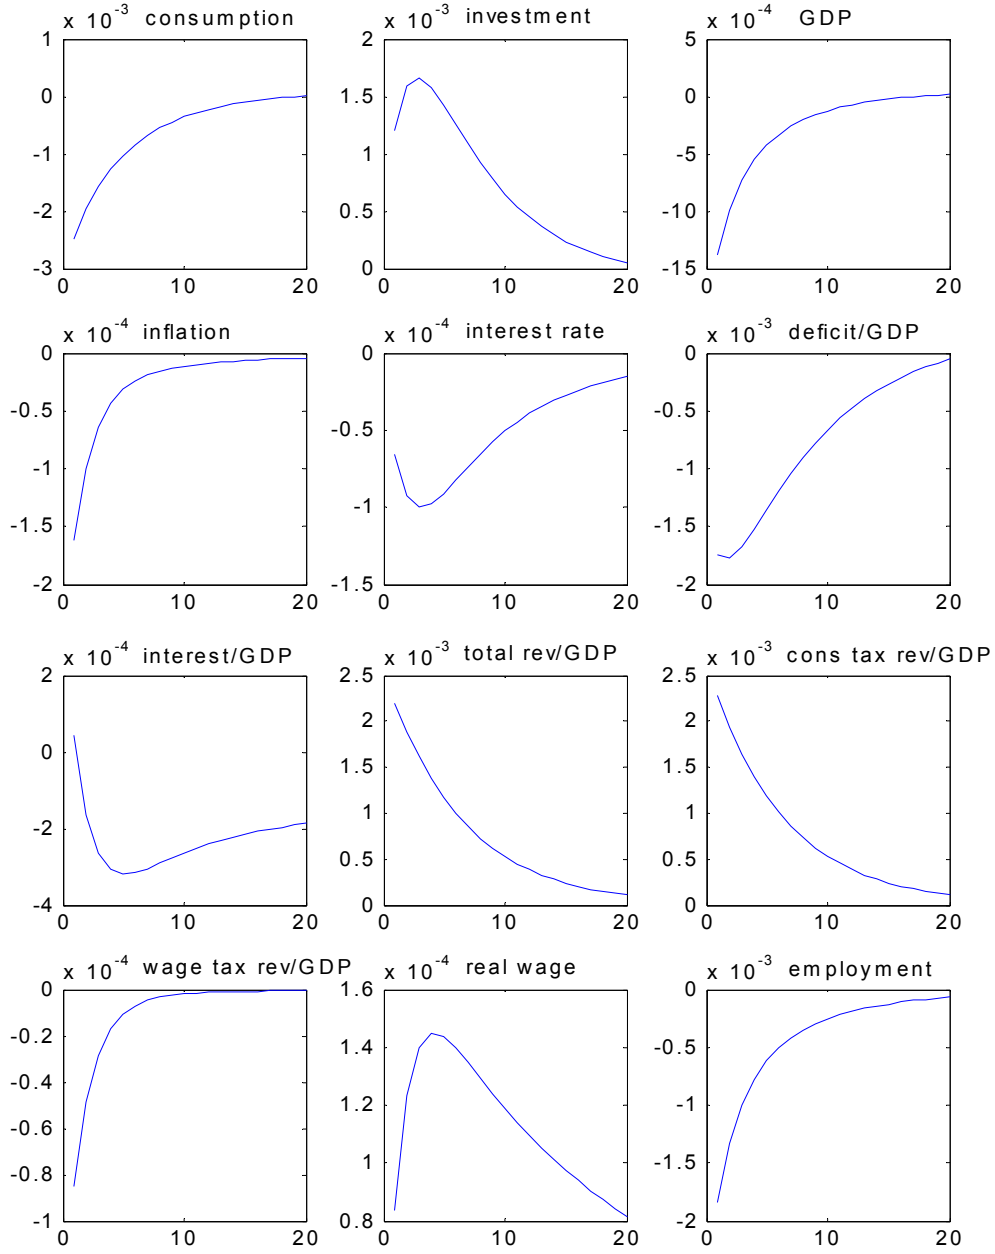 x 10-3 consumption
x 10-3 investment
x 10-4 GDP
1
0
-1
-2
-3
0 10 20
2
1.5
1
0.5
0
0 10 20
5
0
-5
-10
-15
0 10 20
x 10-4 inflation
x 10-4 interest rate
x 10-3 deficit/GDP
0
-0.5
-1
-1.5
-2
0 10 20
0
-0.5
-1
-1.5
0 10 20
0
-0.5
-1
-1.5
-2
0 10 20
x 10-4 interest/GDP
x 10-3 total rev/GDP
x 10-3 cons tax rev/GDP
2
0
-2
-4
0 10 20
2.5
2
1.5
1
0.5
0
0 10 20
2.5
2
1.5
1
0.5
0
0 10 20
x 10-4 wage tax rev/GDP
x 10-4 real wage
x 10-3 employment
0
-0.2
-0.4
-0.6
-0.8
-1
0 10 20
1.6
1.4
1.2
1
0.8
0 10 20
0
-0.5
-1
-1.5
-2
0 10 20